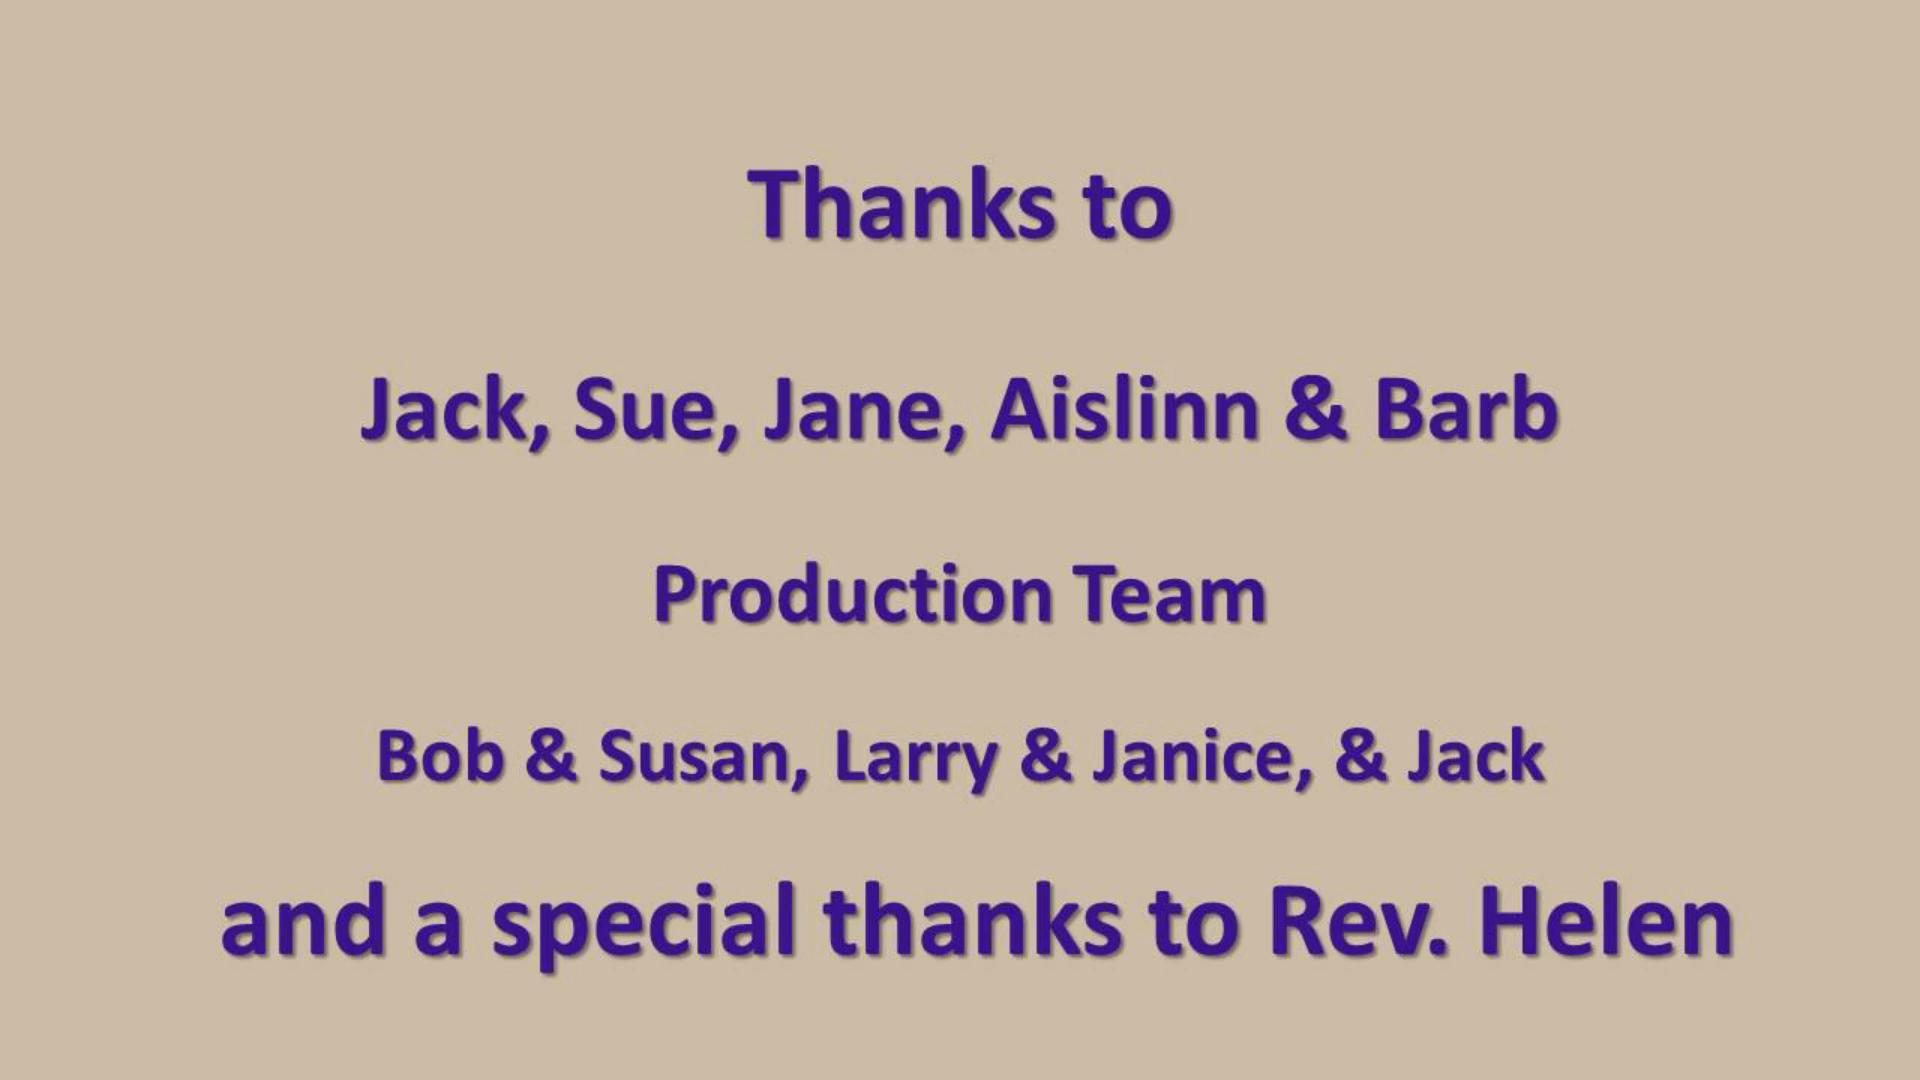 Thanks to
Jack, Sue, Jane, Aislinn & Barb
Production Team
Bob & Susan, Larry & Janice, & Jack
and a special thanks to Rev. Helen